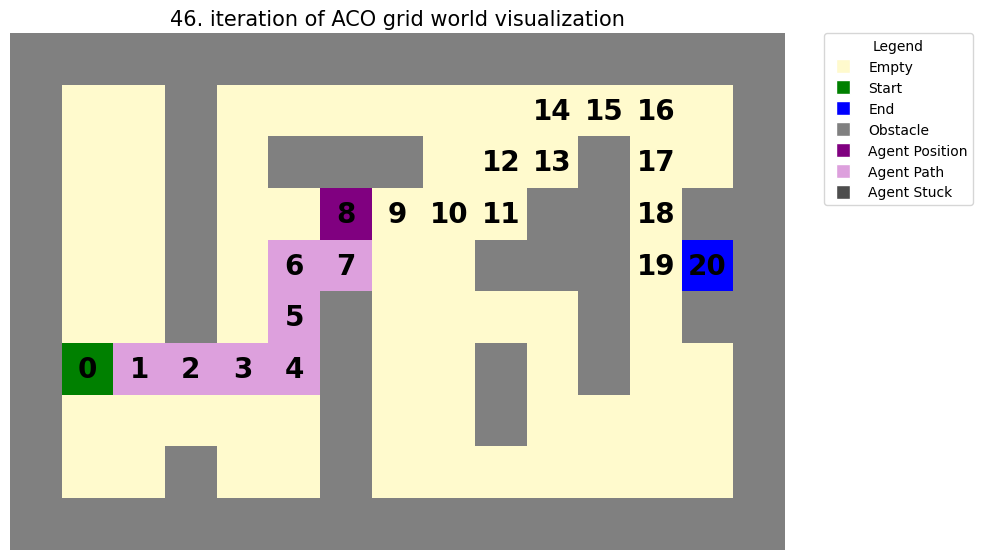 46. iteration of ACO grid world visualization
Legend
Empty
Start
End
Obstacle
Agent Position
Agent Path
Agent Stuck
14 15 16
12 13 17
8 9 10 11 18
6 7 19 20
5
0 1 2 3 4